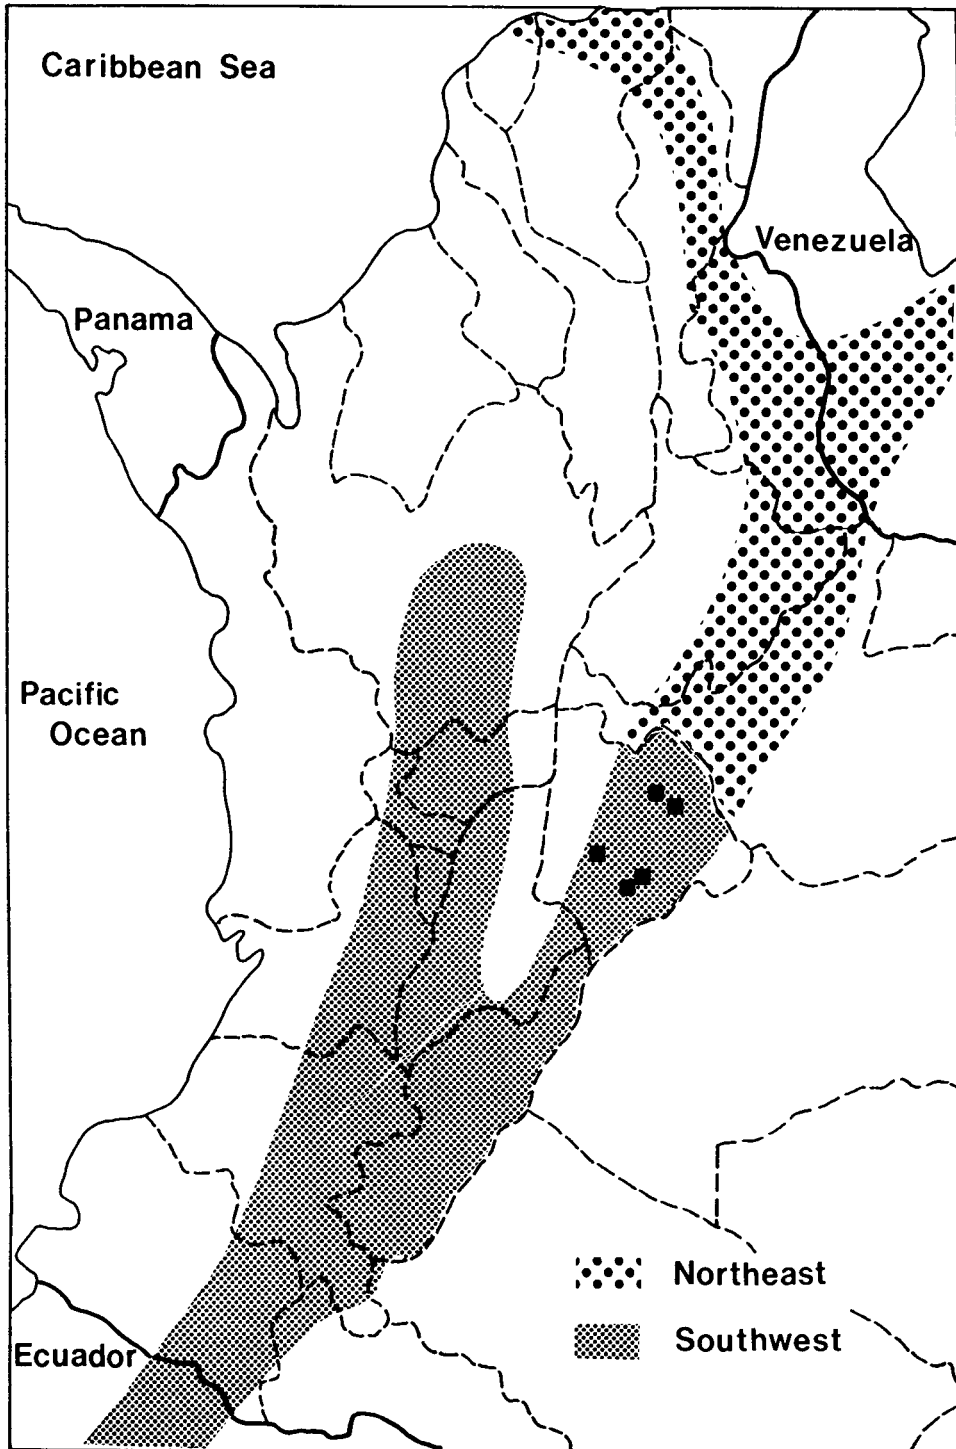 Caribbean Sea
Venezuela
Panama
Pacific
Ocean
Northeast
Southwest
Ecuador